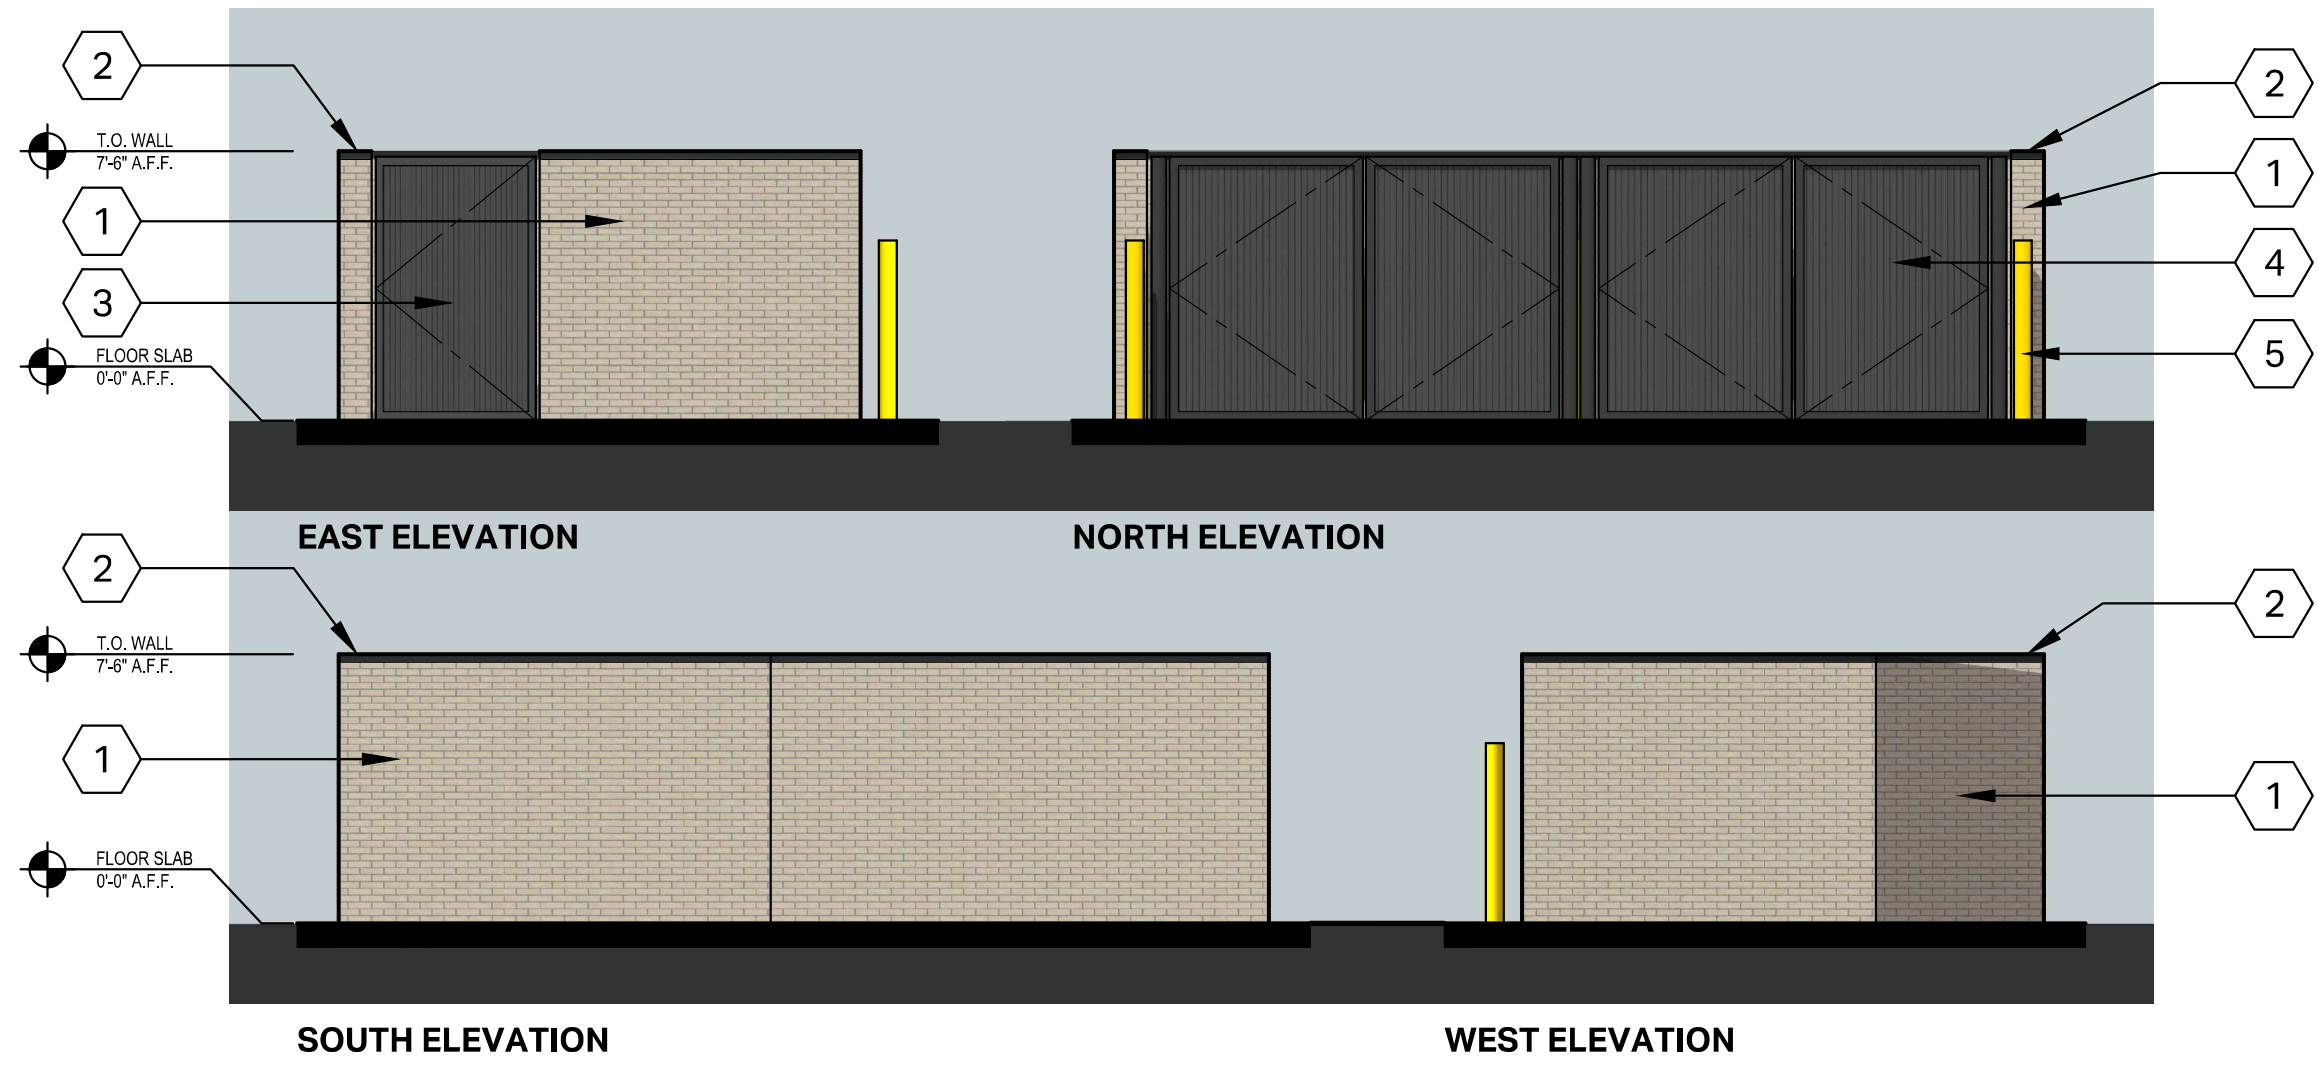 2
T.O. WALL
7'-6" A.F.F.
1
3
FLOOR SLAB
0'-0" A.F.F.
2
1
4
5
EAST ELEVATION
NORTH ELEVATION
2
T.O. WALL
7'-6" A.F.F.
1
FLOOR SLAB
0'-0" A.F.F.
2
1
SOUTH ELEVATION
WEST ELEVATION